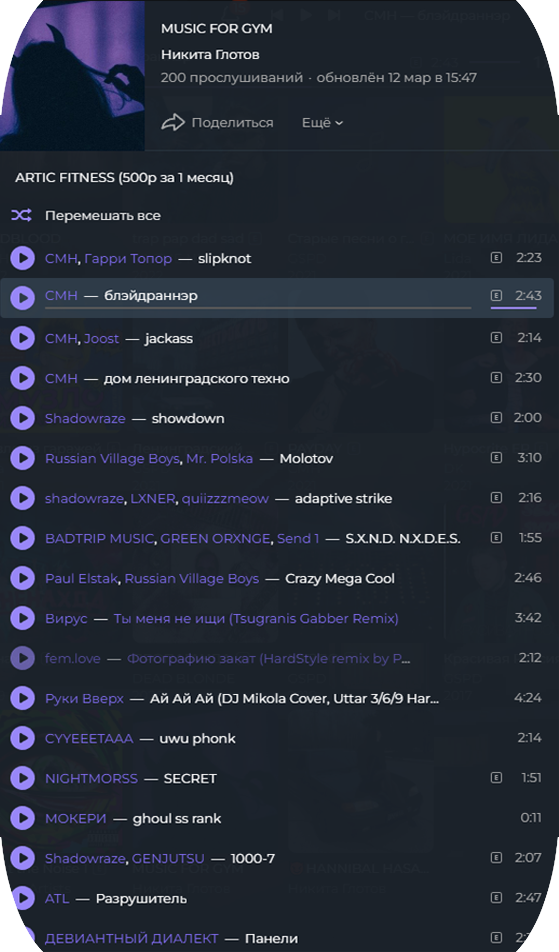 MUSIC FOR GYM
Никита Глотов
200 прослушиваний · обновлён 12 мар в 15:47
Поделиться Ещё
ARTIC FITNESS (500р за 1 месяц)
Перемешать все
СМН, Гарри Топор — slipknot E 2:23
СМН — блэйдраннэр E 2:43
СМН, Joost — jackass E 2:14
СМН — дом ленинградского техно E 2:30
Shadowraze — showdown E 2:00
Russian Village Boys, Mr. Polska — Molotov E 3:10
shadowraze, LXNER, quiizzzmeow — adaptive strike E 2:16
BADTRIP MUSIC, GREEN ORXNGE, Send 1 — S.X.N.D. N.X.D.E.S. E 1:55
Paul Elstak, Russian Village Boys — Crazy Mega Cool 2:46
Вирус — Ты меня не ищи (Tsugranis Gabber Remix) 3:42
fem.love — Фотографию закат (HardStyle remix by P... 2:12
Руки Вверх — Ай Ай Ай (DJ Mikola Cover, Uttar 3/6/9 Har... 4:24
CYYEEETAAA — uwu phonk 2:14
NIGHTMORSS — SECRET E 1:51
МОКЕРИ — ghoul ss rank 0:11
Shadowraze, GENJUTSU — 1000-7 E 2:07
ATL — Разрушитель E 2:47
ДЕВИАНТНЫЙ ДИАЛЕКТ — Панели E